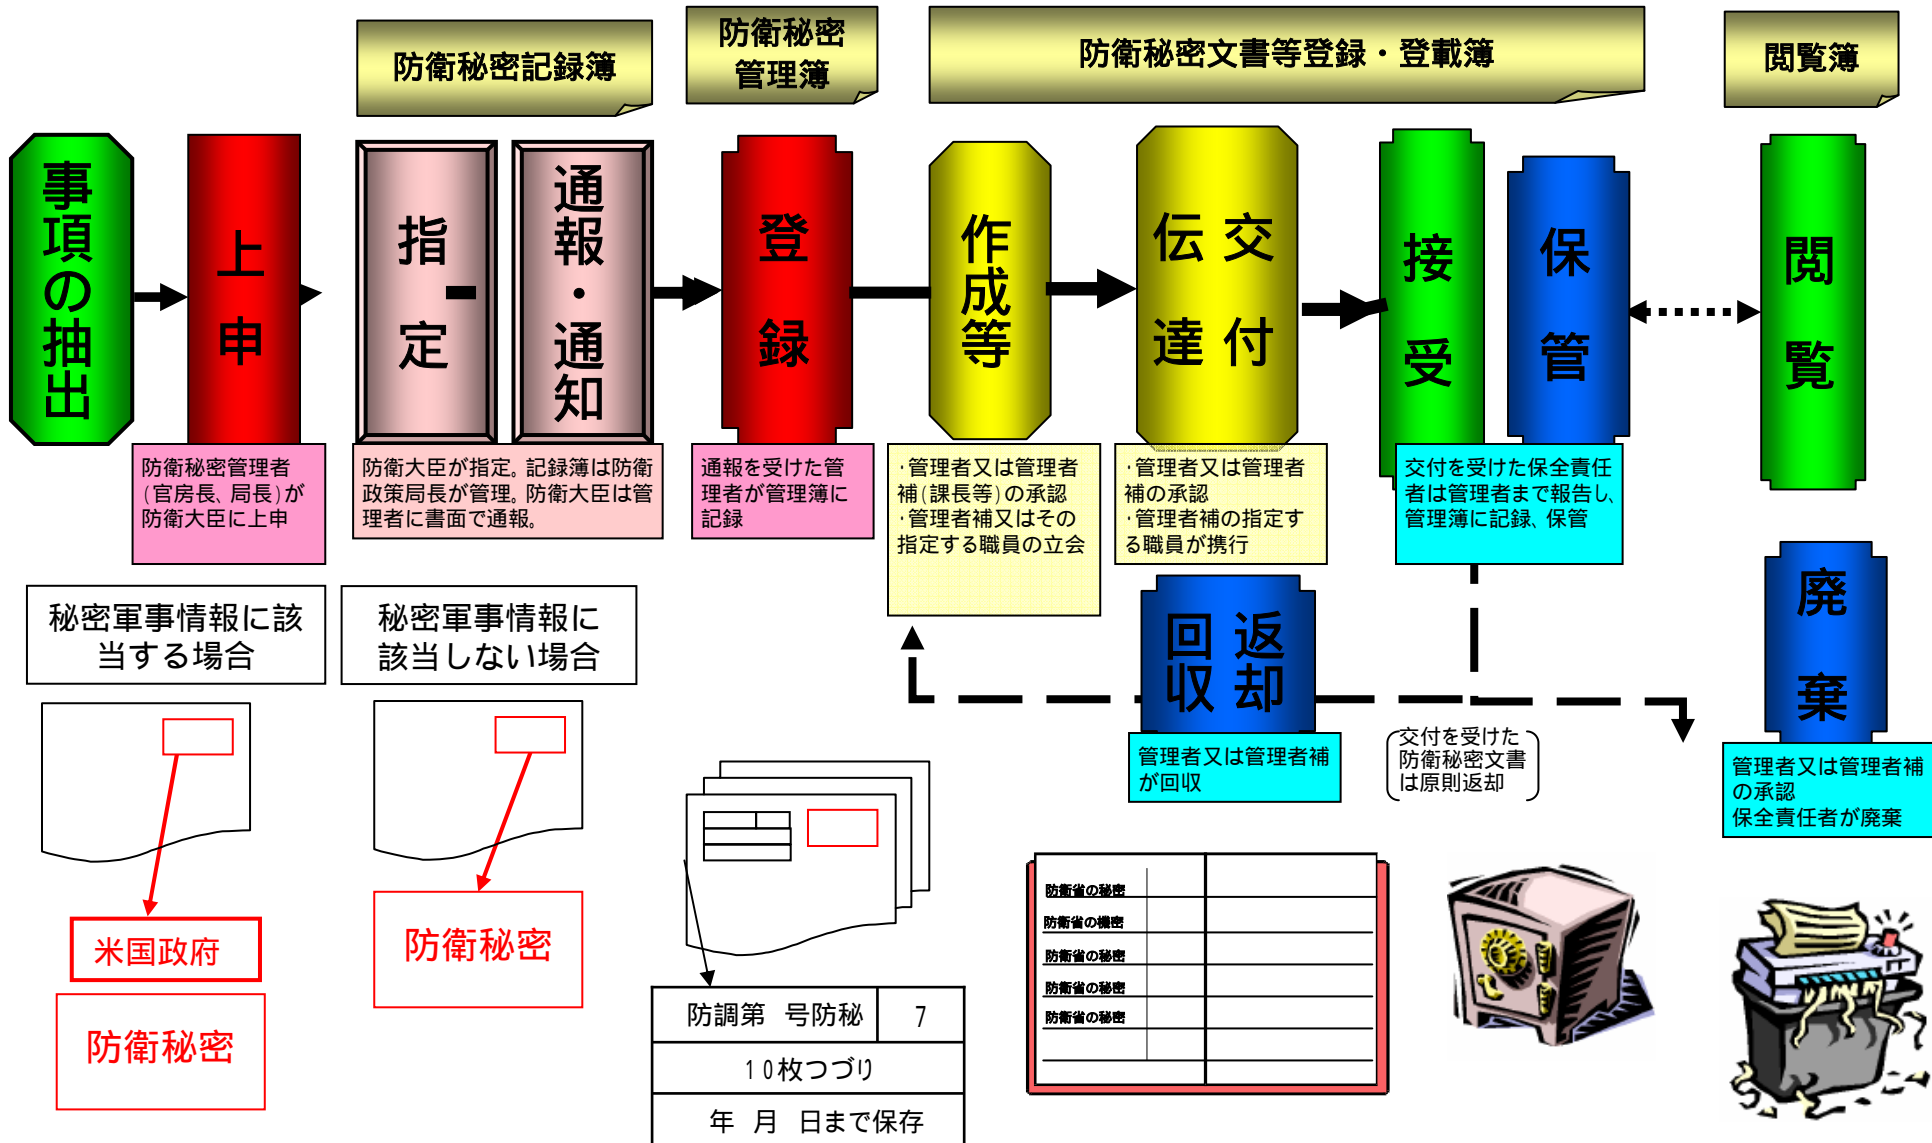 防衛秘密記録簿
防衛秘密
管理簿
防衛秘密文書等登録・登載簿
閲覧簿
事項の抽出
上申
指定
通報・通知
登録
作成等
交付
伝達
接受
保管
閲覧
防衛秘密管理者
(官房長、局長)が
防衛大臣に上申
防衛大臣が指定。記録簿は防衛
政策局長が管理。防衛大臣は管
理者に書面で通報。
通報を受けた管
理者が管理簿に
記録
・管理者又は管理者
補(課長等)の承認
・管理者補又はその
指定する職員の立会
・管理者又は管理者
補の承認
・管理者補の指定す
る職員が携行
交付を受けた保全責任
者は管理者まで報告し、
管理簿に記録、保管
秘密軍事情報に該
当する場合
秘密軍事情報に
該当しない場合
返却
回収
廃棄
管理者又は管理者補
が回収
交付を受けた
防衛秘密文書
は原則返却
管理者又は管理者補
の承認
保全責任者が廃棄
米国政府
防衛秘密
防衛秘密
防調第 号防秘 7
10枚つづり
年 月 日まで保存
防衛省の秘密
防衛省の機密
防衛省の秘密
防衛省の秘密
防衛省の秘密